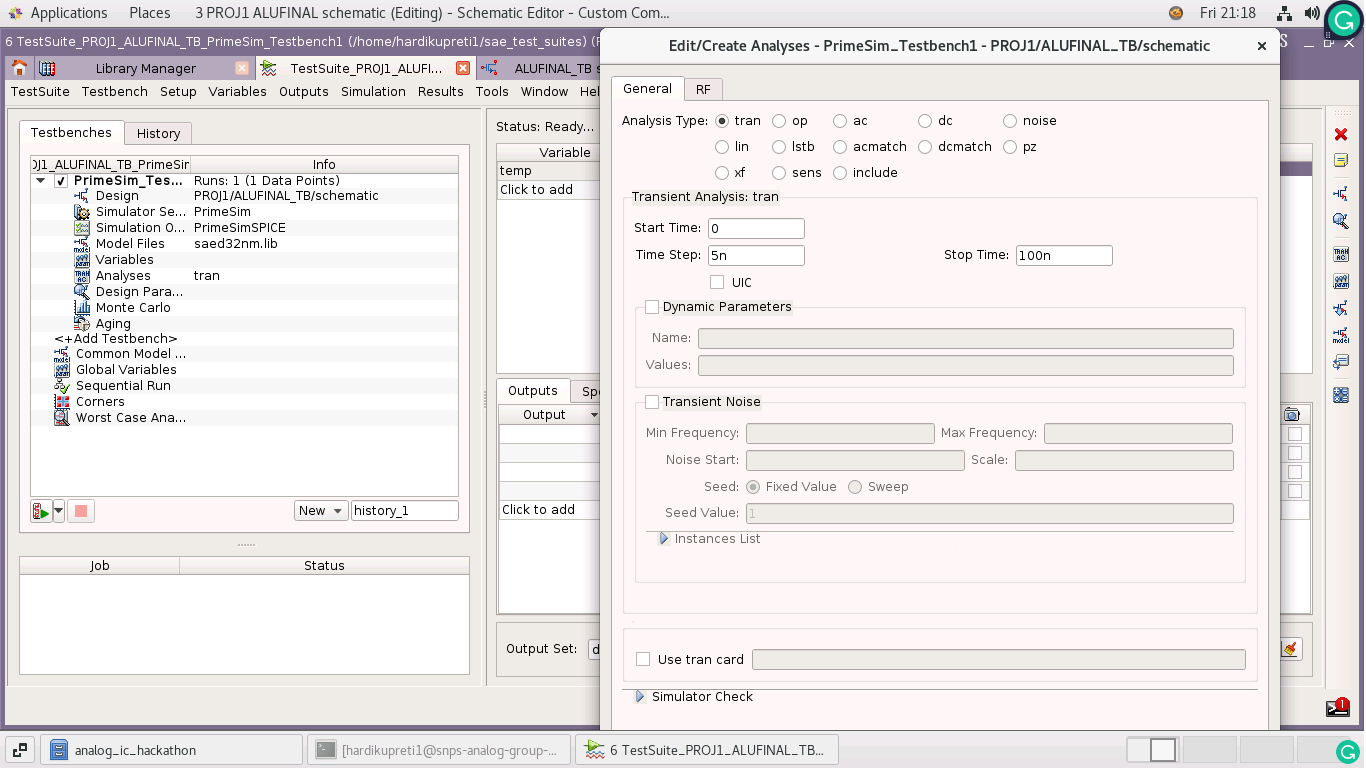 Applications Places 3 PROJ1 ALUFINAL schematic (Editing) - Schematic Editor - Custom Com... Fri 21:18
6 TestSuite_PROJ1_ALUFINAL_TB_PrimeSim_Testbench1 (/home/hardikupreti1/sae_test_suites) (P
Edit/Create Analyses - PrimeSim_Testbench1 - PROJ1/ALUFINAL_TB/schematic
Library Manager TestSuite_PROJ1_ALUFI... ALUFINAL_TB s
TestSuite Testbench Setup Variables Outputs Simulation Results Tools Window Hel
Testbenches History
OJ1_ALUFINAL_TB_PrimeSin Info
PrimeSim_Tes... Runs: 1 (1 Data Points)
Design PROJ1/ALUFINAL_TB/schematic
Simulator Se... PrimeSim
Simulation O... PrimeSimSPICE
Model Files saed32nm.lib
Variables
Analyses tran
Design Para...
Monte Carlo
Aging
<+Add Testbench>
Common Model ...
Global Variables
Sequential Run
Corners
Worst Case Ana...
New history_1
Job Status
Status: Ready...
Variable
temp
Click to add
Outputs Sp
Output
Click to add
Output Set: d
General RF
Analysis Type: tran op ac dc noise
lin lstb acmatch dcmatch pz
xf sens include
Transient Analysis: tran
Start Time: 0
Time Step: 5n Stop Time: 100n
UIC
Dynamic Parameters
Name:
Values:
Transient Noise
Min Frequency: Max Frequency:
Noise Start: Scale:
Seed: Fixed Value Sweep
Seed Value: 1
Instances List
Use tran card
Simulator Check
1
analog_ic_hackathon [hardikupreti1@snps-analog-group-... 6 TestSuite_PROJ1_ALUFINAL_TB...